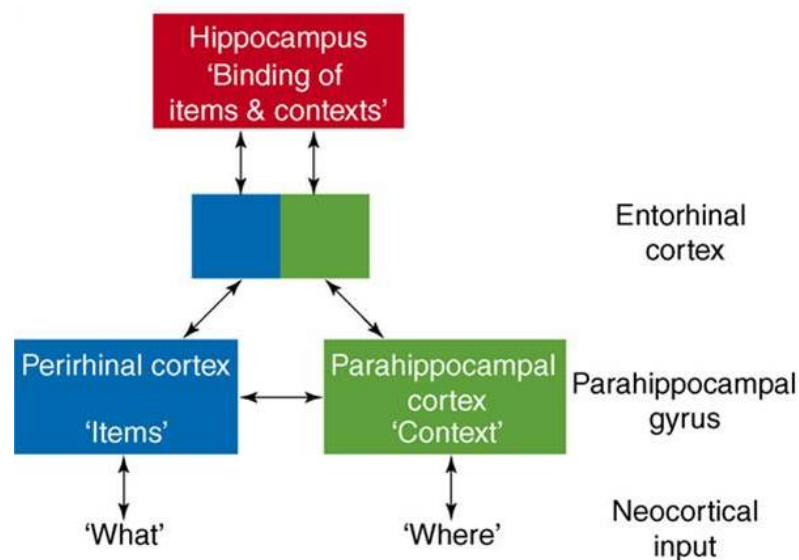 Hippocampus
‘Binding of
items & contexts’
Entorhinal
cortex
Perirhinal cortex
‘Items’
Parahippocampal
cortex
‘Context’
Parahippocampal
gyrus
‘What’
‘Where’
Neocortical
input